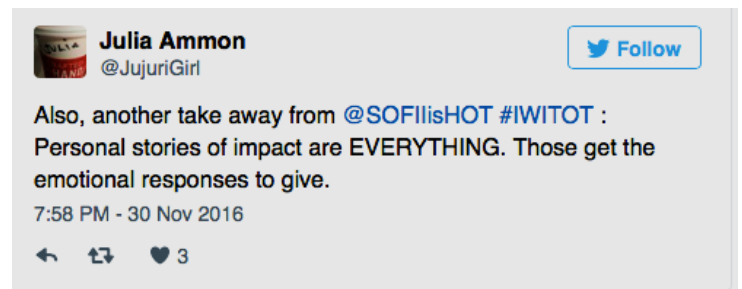 Julia Ammon
@JujuriGirl
Follow
Also, another take away from @SOFIIisHOT #IWITOT :
Personal stories of impact are EVERYTHING. Those get the
emotional responses to give.
7:58 PM - 30 Nov 2016
3